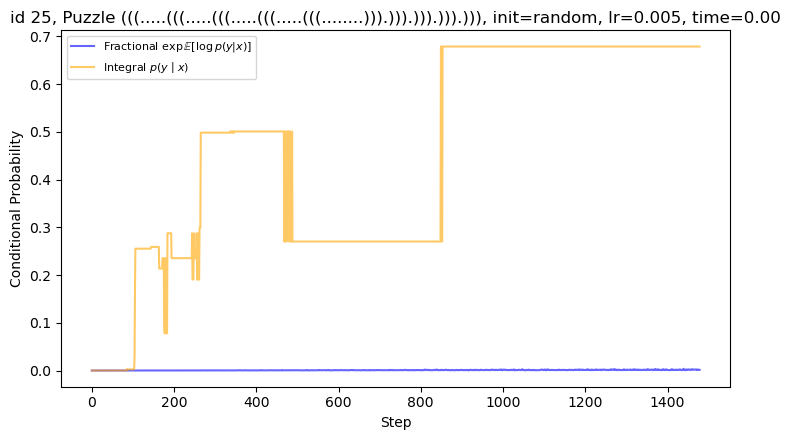 id 25, Puzzle (((.....(((.....(((.....(((.....(((........))).))).))).))).))), init=random, lr=0.005, time=0.00
Fractional exp𝔼[log p(y|x)]
Integral p(y | x)
Conditional Probability
0.7
0.6
0.5
0.4
0.3
0.2
0.1
0.0
0 200 400 600 800 1000 1200 1400
Step